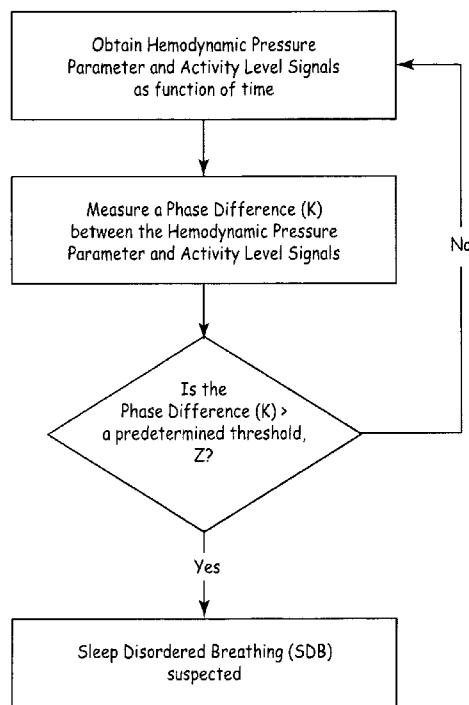 Obtain Hemodynamic Pressure
Parameter and Activity Level Signals
as function of time
Measure a Phase Difference (K)
between the Hemodynamic Pressure
Parameter and Activity Level Signals
No
Is the
Phase Difference (K) >
a predetermined threshold,
Z?
Yes
Sleep Disordered Breathing (SDB)
suspected